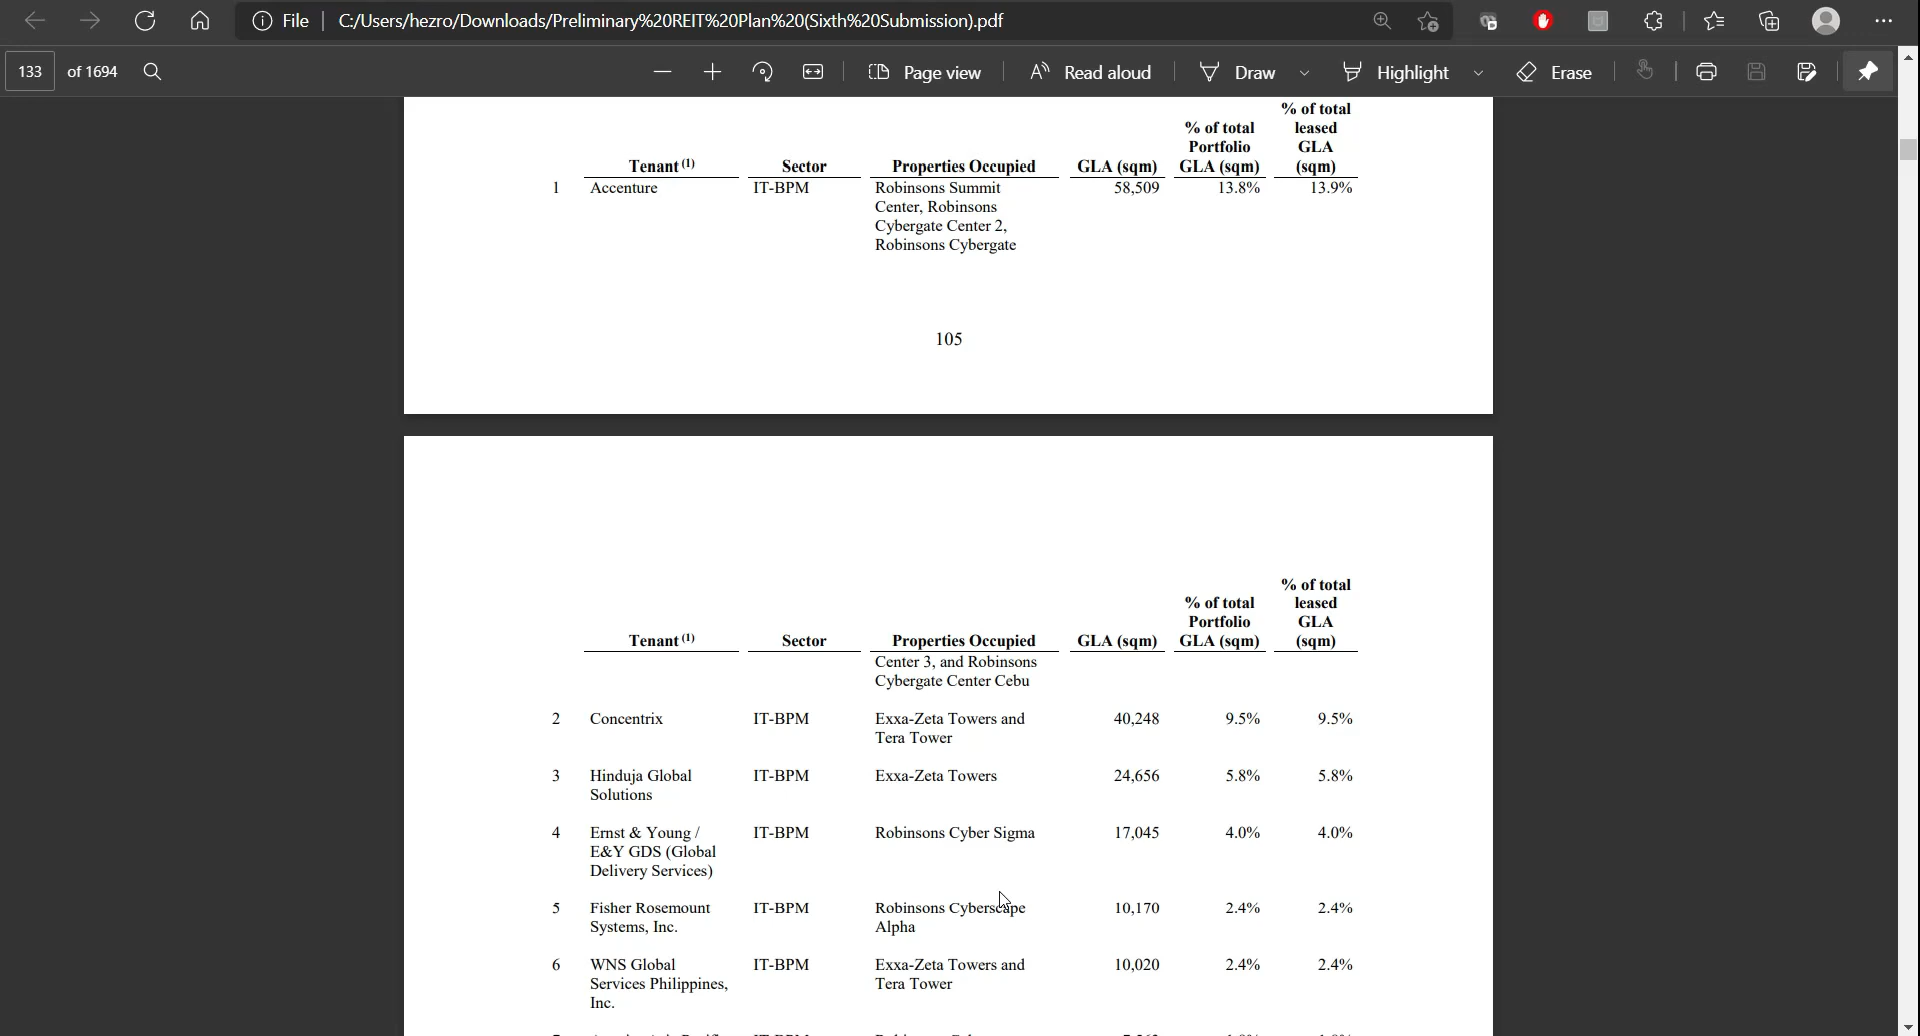 File
C:/Users/hezro/Downloads/Preliminary%20REIT%20Plan%20(Sixth%20Submission).pdf
133 of 1694
Page view
Read aloud
Draw
Highlight
Erase
Tenant (1) Sector Properties Occupied GLA (sqm) % of total Portfolio GLA (sqm) % of total leased GLA (sqm)
1 Accenture IT-BPM Robinsons Summit 58,509 13.8% 13.9%
Center, Robinsons
Cybergate Center 2,
Robinsons Cybergate
105
Tenant (1) Sector Properties Occupied GLA (sqm) % of total Portfolio GLA (sqm) % of total leased GLA (sqm)
Center 3, and Robinsons
Cybergate Center Cebu
2 Concentrix IT-BPM Exxa-Zeta Towers and 40,248 9.5% 9.5%
Tera Tower
3 Hinduja Global IT-BPM Exxa-Zeta Towers 24,656 5.8% 5.8%
Solutions
4 Ernst & Young / IT-BPM Robinsons Cyber Sigma 17,045 4.0% 4.0%
E&Y GDS (Global
Delivery Services)
5 Fisher Rosemount IT-BPM Robinsons Cyberscape 10,170 2.4% 2.4%
Systems, Inc. Alpha
6 WNS Global IT-BPM Exxa-Zeta Towers and 10,020 2.4% 2.4%
Services Philippines, Tera Tower
Inc.